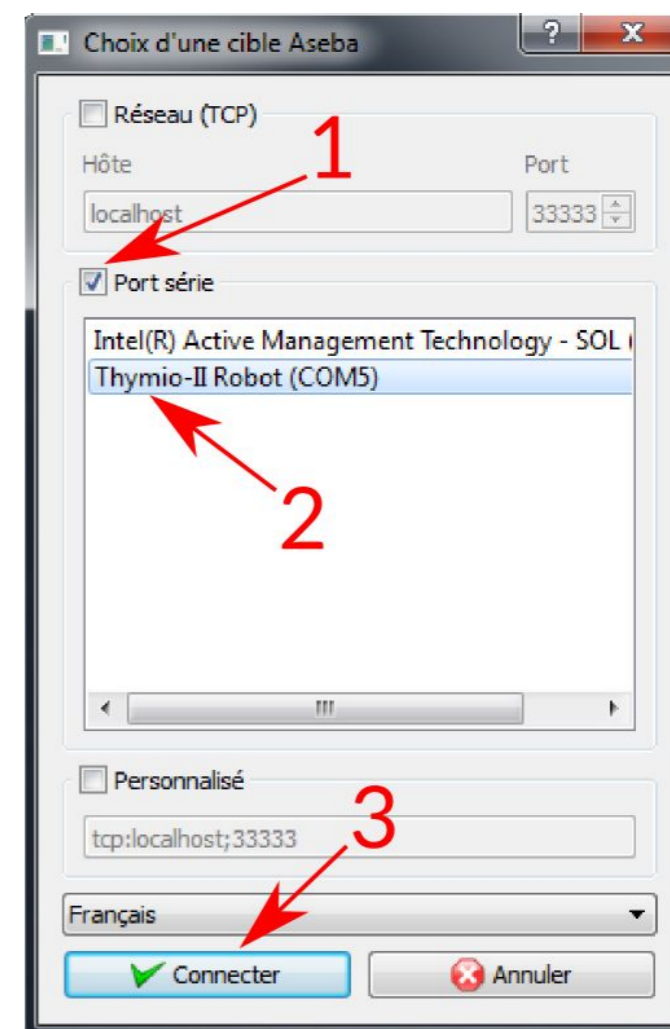 Choix d'une cible Aseba
Réseau (TCP)
1
Hôte Port
localhost 33333
Port série
Intel(R) Active Management Technology - SOL (
Thymio-II Robot (COM5)
2
Personnalisé
3
tcp:localhost;33333
Français
Connecter Annuler